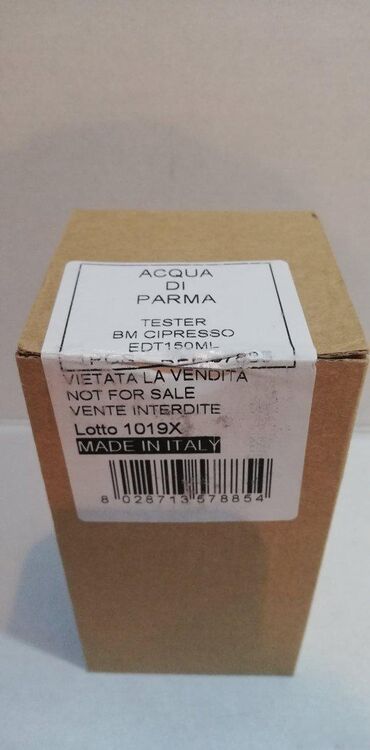 ACQUA
DI
PARMA
TESTER
BM CIPRESSO
EDT150ML
VIETATA LA VENDITA
NOT FOR SALE
VENTE INTERDITE
Lotto 1019X
MADE IN ITALY
8 028713 578854